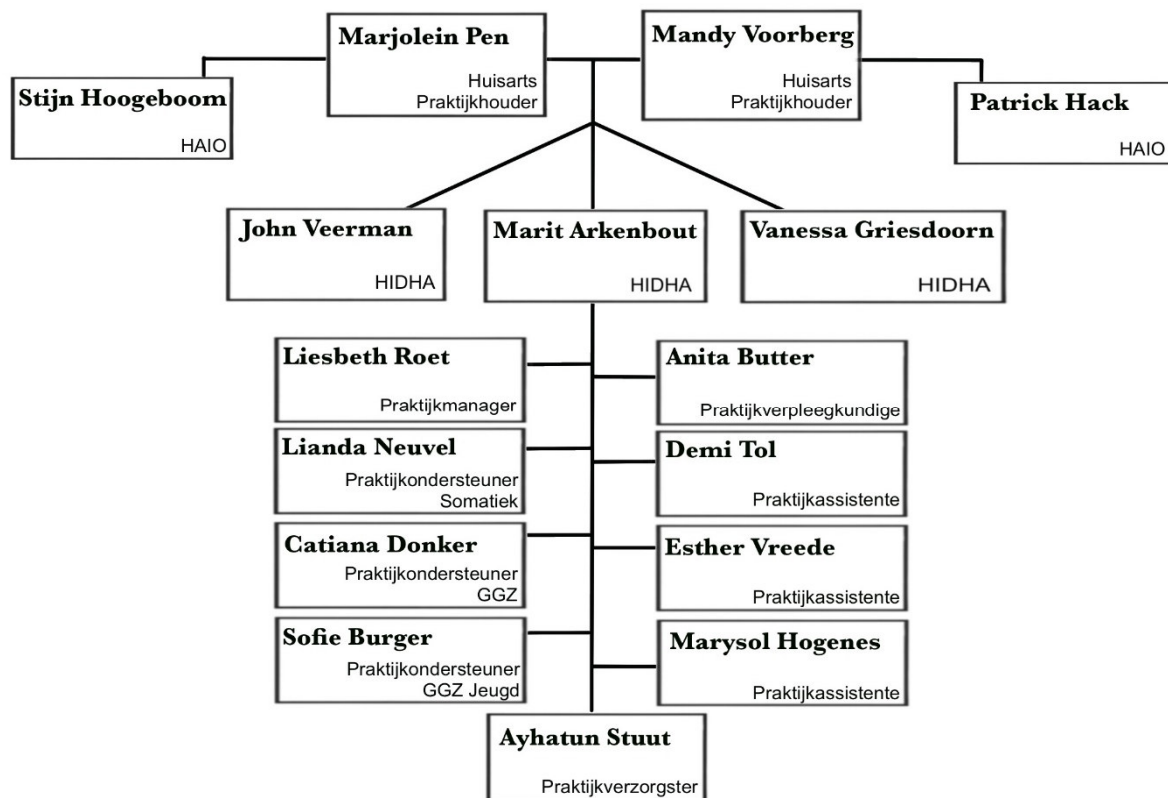 Marjolein Pen
Huisarts
Praktijkhouder
Mandy Voorberg
Huisarts
Praktijkhouder
Stijn Hoogeboom
HAIO
Patrick Hack
HAIO
John Veerman
HIDHA
Marit Arkenbout
HIDHA
Vanessa Griesdoorn
HIDHA
Liesbeth Roet
Praktijkmanager
Anita Butter
Praktijkverpleegkundige
Lianda Neuvel
Praktijkondersteuner
Somatiek
Demi Tol
Praktijkassistente
Catiana Donker
Praktijkondersteuner
GGZ
Esther Vreede
Praktijkassistente
Sofie Burger
Praktijkondersteuner
GGZ Jeugd
Marysol Hogenes
Praktijkassistente
Ayhatun Stuut
Praktijkverzorgster